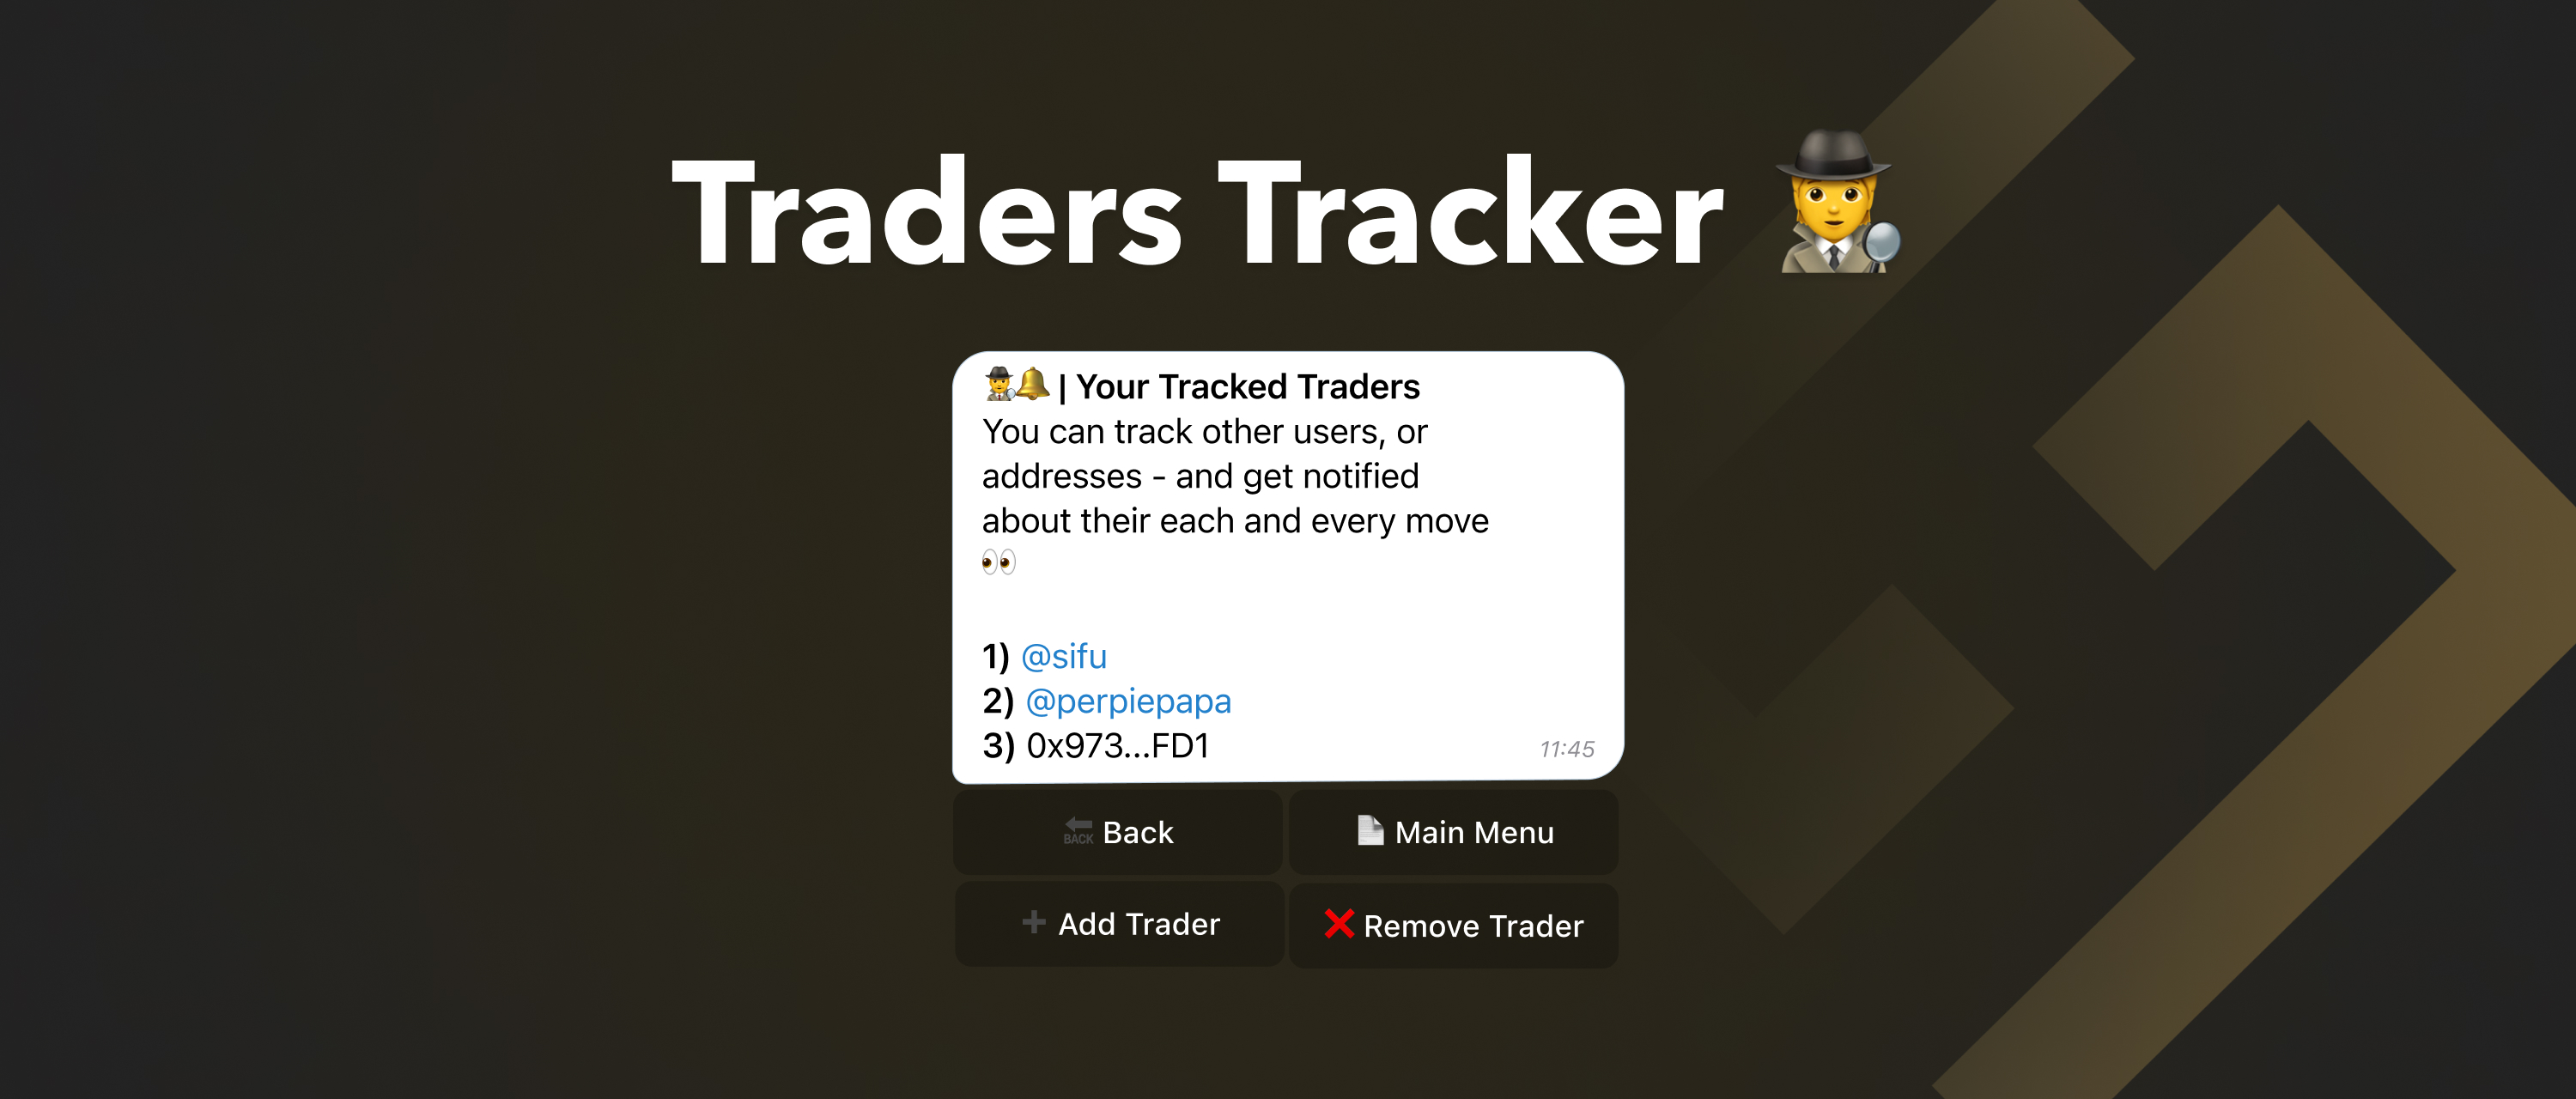 Traders Tracker 🕵️
🕵️🔔 | Your Tracked Traders
You can track other users, or
addresses - and get notified
about their each and every move
👀
1) @sifu
2) @perpiepapa
3) 0x973...FD1
11:45
🔙 Back
📄 Main Menu
➕ Add Trader
❌ Remove Trader